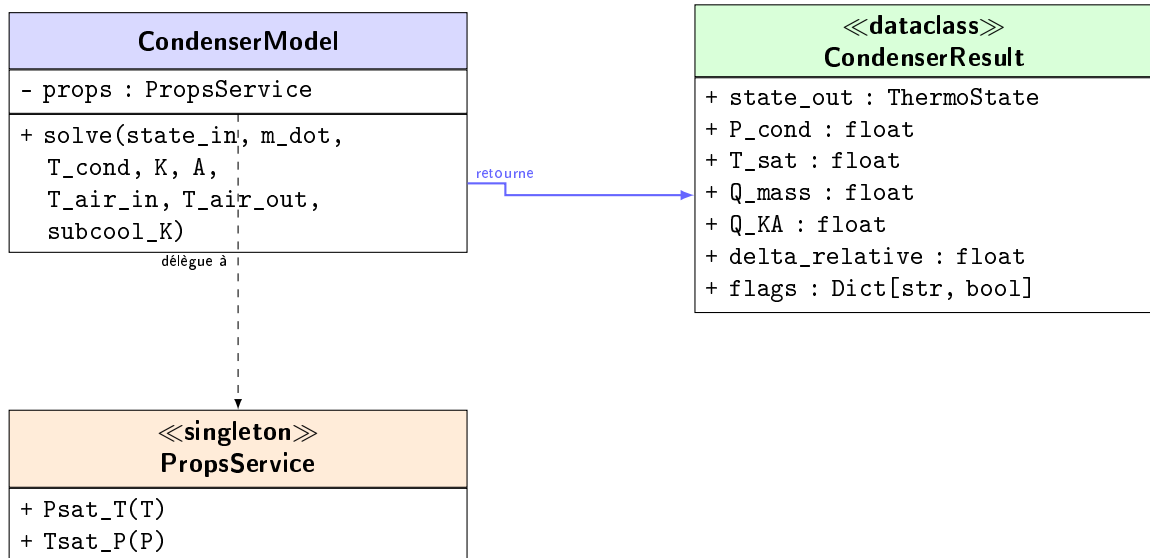 CondenserModel
- props : PropsService
+ solve(state_in, m_dot,
T_cond, K, A,
T_air_in, T_air_out,
subcool_K)
délègue à
retourne
≪dataclass≫
CondenserResult
+ state_out : ThermoState
+ P_cond : float
+ T_sat : float
+ Q_mass : float
+ Q_KA : float
+ delta_relative : float
+ flags : Dict[str, bool]
≪singleton≫
PropsService
+ Psat_T(T)
+ Tsat_P(P)